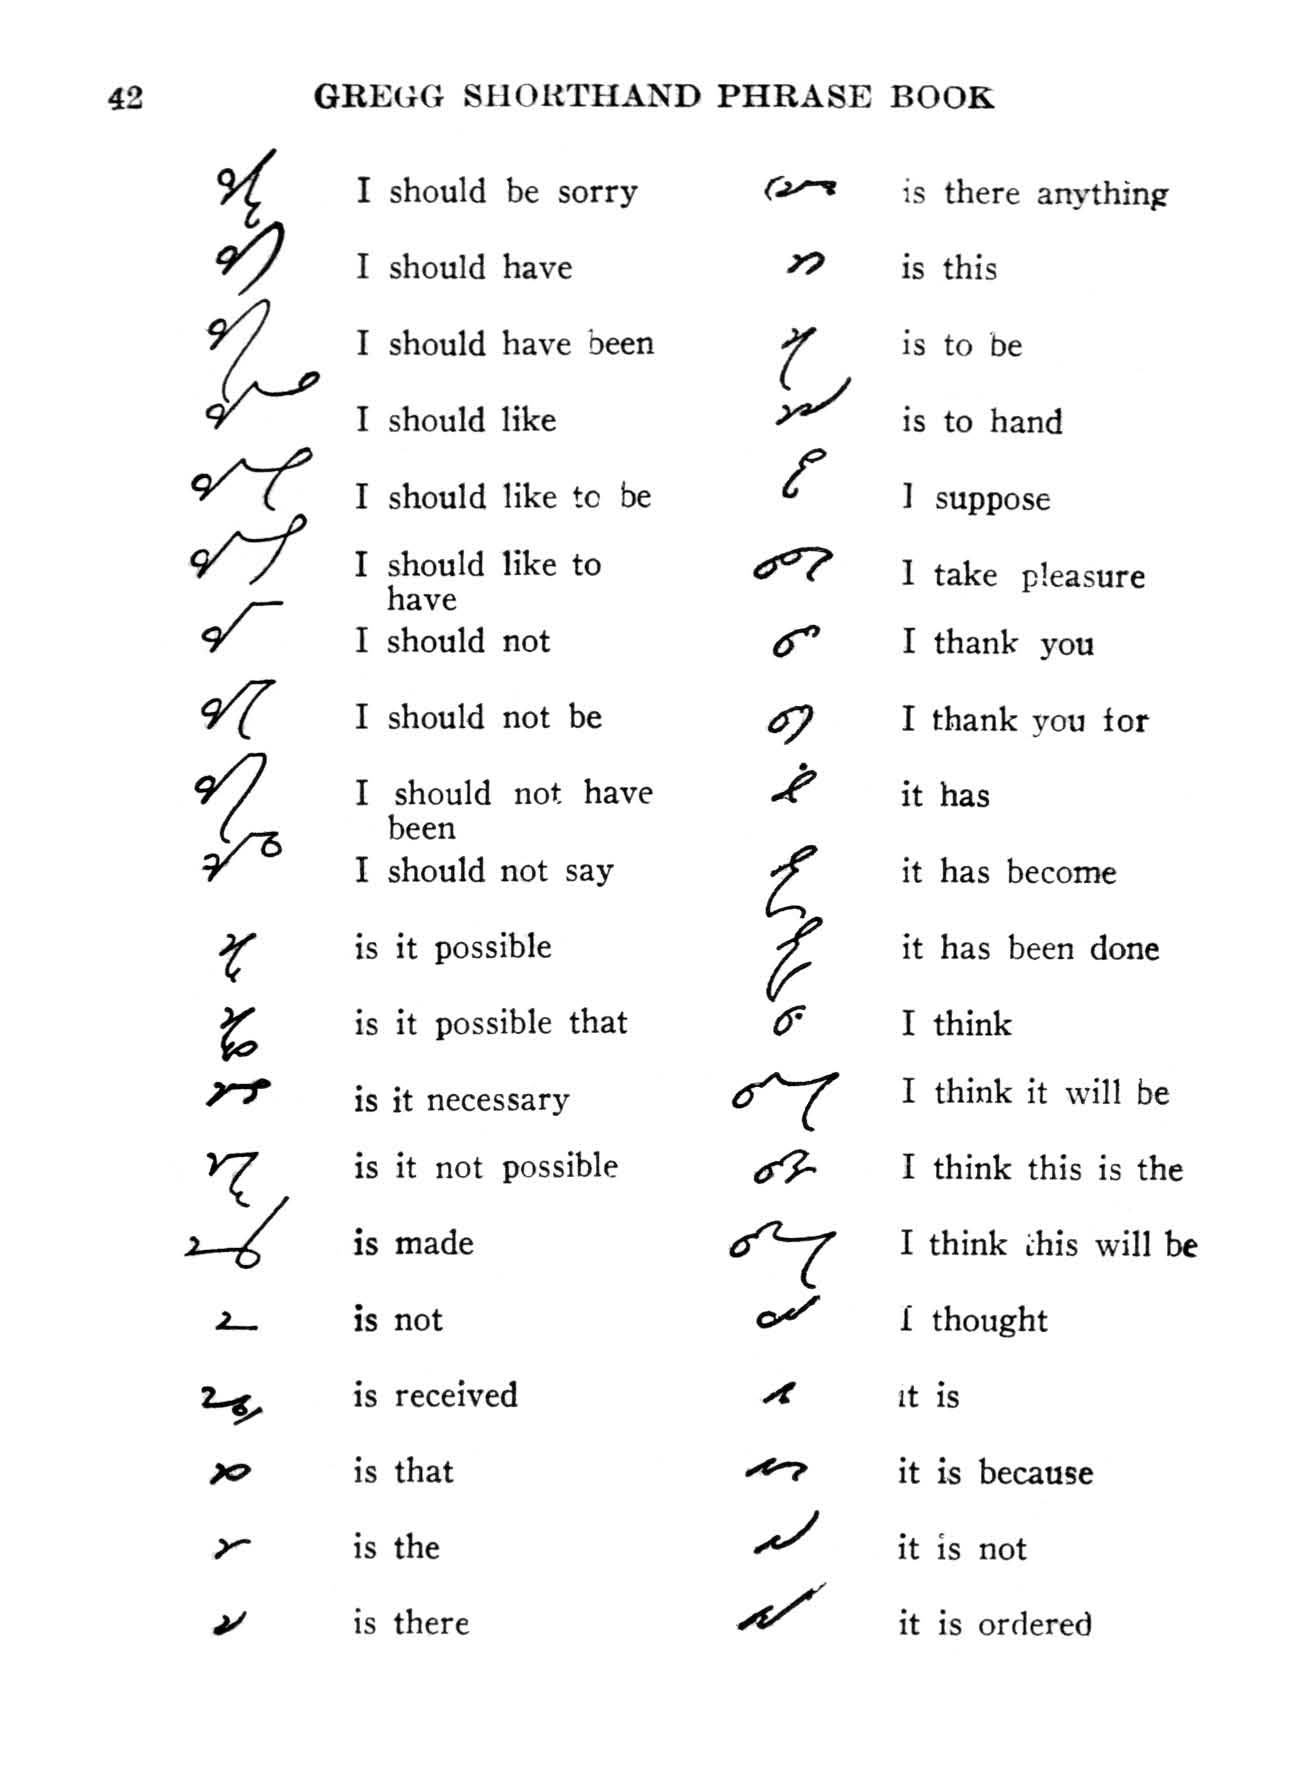 42
GREGG SHORTHAND PHRASE BOOK
I should be sorry
I should have
I should have been
I should like
I should like to be
I should like to
have
I should not
I should not be
I should not have
been
I should not say
is it possible
is it possible that
is it necessary
is it not possible
is made
is not
is received
is that
is the
is there
is there anything
is this
is to be
is to hand
I suppose
I take pleasure
I thank you
I thank you for
it has
it has become
it has been done
I think
I think it will be
I think this is the
I think this will be
I thought
it is
it is because
it is not
it is ordered